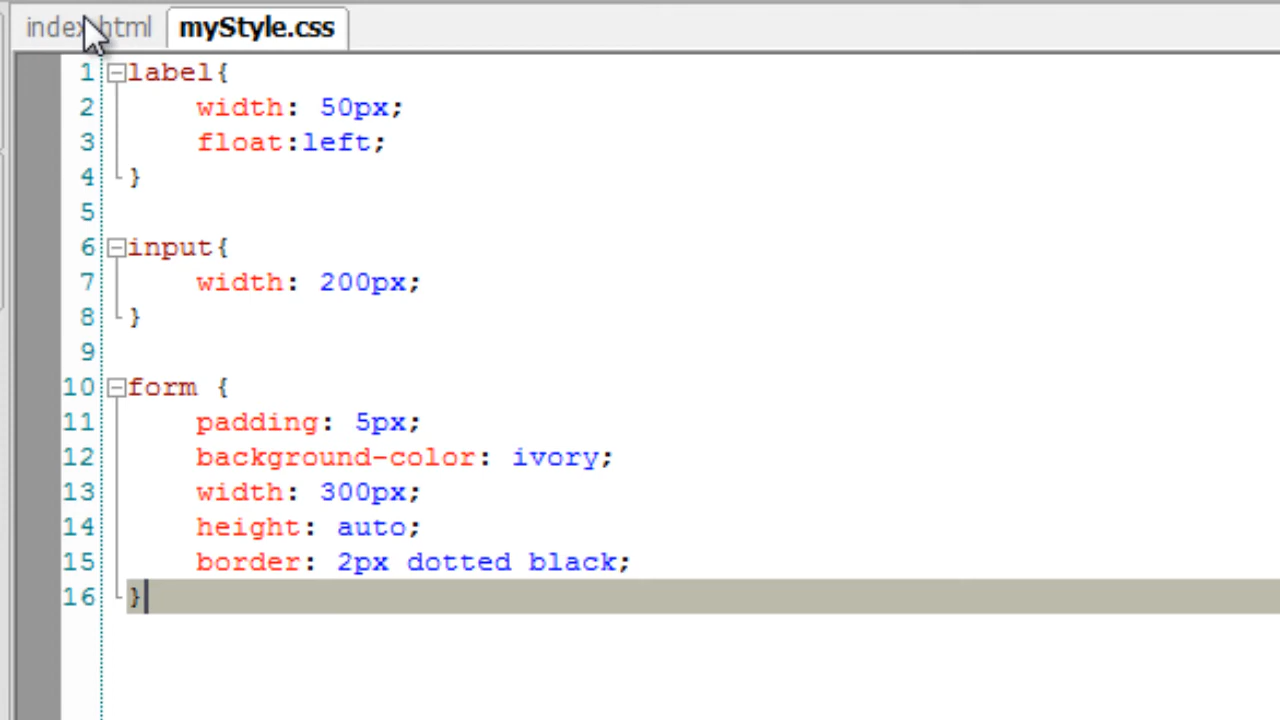 index.html myStyle.css
1 label{
2 width: 50px;
3 float:left;
4 }
5
6 input{
7 width: 200px;
8 }
9
10 form {
11 padding: 5px;
12 background-color: ivory;
13 width: 300px;
14 height: auto;
15 border: 2px dotted black;
16 }